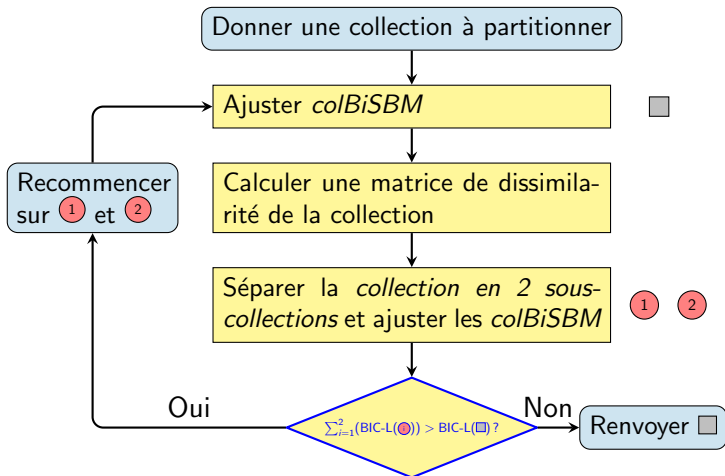 Donner une collection à partitionner
Ajuster colBiSBM
Recommencer
sur 1 et 2
Calculer une matrice de dissimila-
rité de la collection
Séparer la collection en 2 sous-
collections et ajuster les colBiSBM
1 2
Oui
∑²ᵢ₌₁(BIC-L(i)) > BIC-L(□) ?
Non
Renvoyer